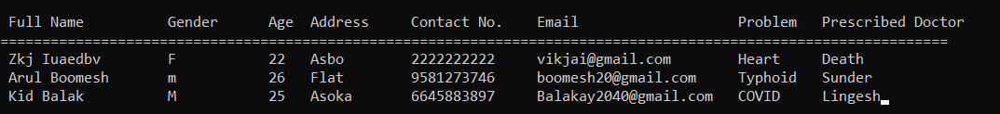 Full Name Gender Age Address Contact No. Email Problem Prescribed Doctor
=================================================================================================================
Zkj Iuaedbv F 22 Asbo 2222222222 vikjai@gmail.com Heart Death
Arul Boomesh m 26 Flat 9581273746 boomesh20@gmail.com Typhoid Sunder
Kid Balak M 25 Asoka 6645883897 Balakay2040@gmail.com COVID Lingesh